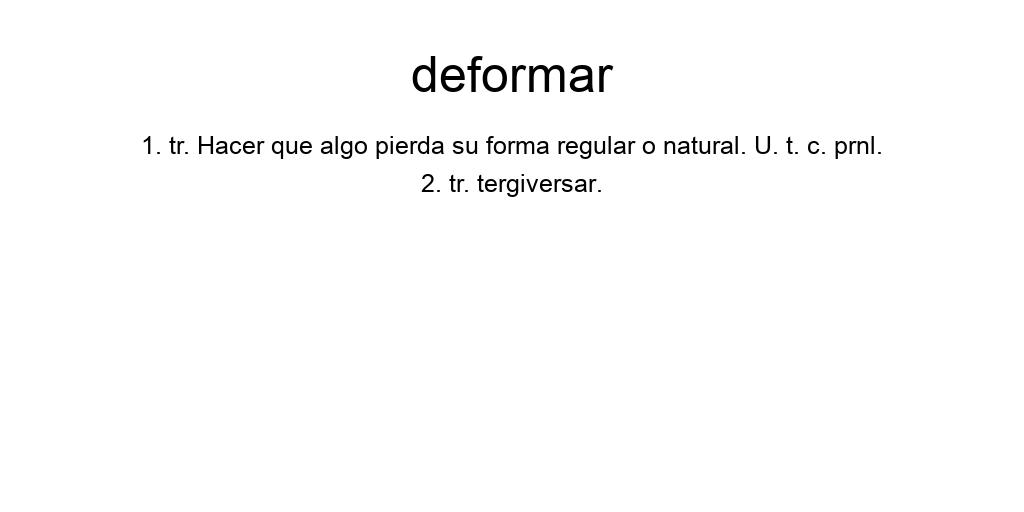 deformar
1. tr. Hacer que algo pierda su forma regular o natural. U. t. c. prnl.
2. tr. tergiversar.